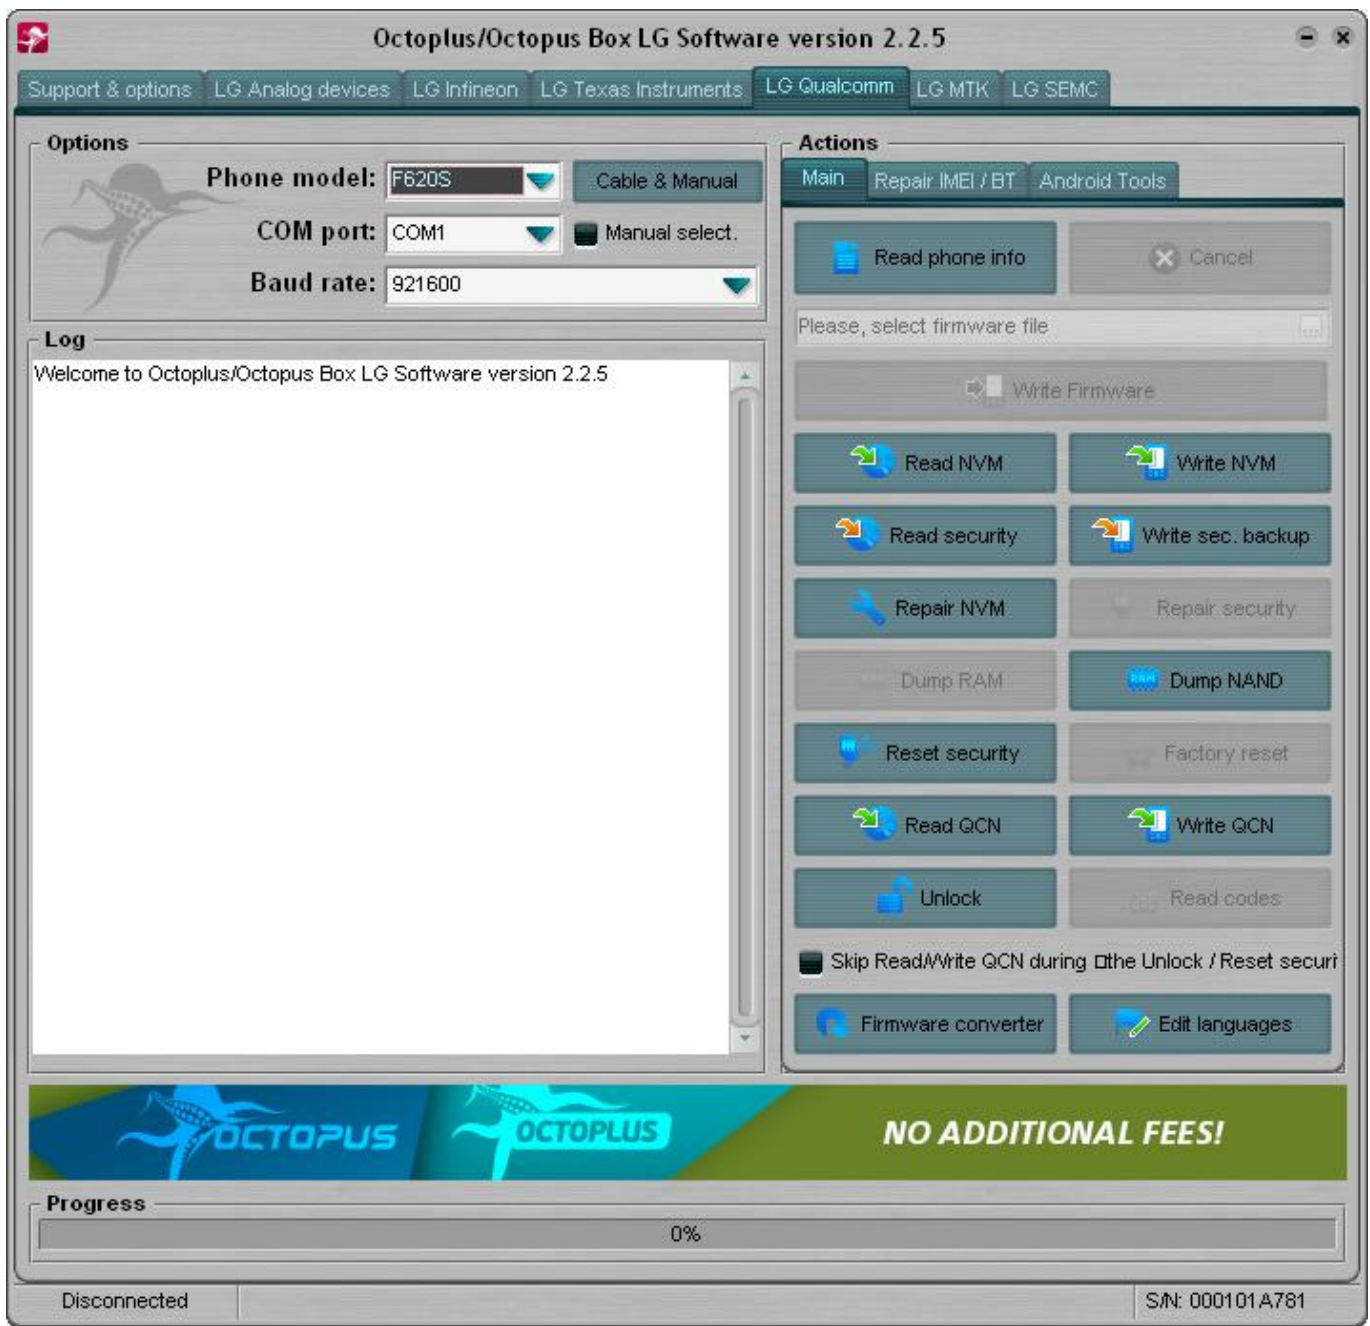 Octoplus/Octopus Box LG Software version 2.2.5
Support & options LG Analog devices LG Infineon LG Texas Instruments LG Qualcomm LG MTK LG SEMC
Options
Phone model: F620S Cable & Manual
COM port: COM1 Manual select.
Baud rate: 921600
Log
Welcome to Octoplus/Octopus Box LG Software version 2.2.5
Actions
Main Repair IMEI / BT Android Tools
Read phone info Cancel
Please, select firmware file ...
Write Firmware
Read NVM Write NVM
Read security Write sec. backup
Repair NVM Repair security
Dump RAM Dump NAND
Reset security Factory reset
Read QCN Write QCN
Unlock Read codes
Skip Read/Write QCN during □the Unlock / Reset securi
Firmware converter Edit languages
OCTOPUS OCTOPLUS NO ADDITIONAL FEES!
Progress
0%
Disconnected S/N: 000101A781